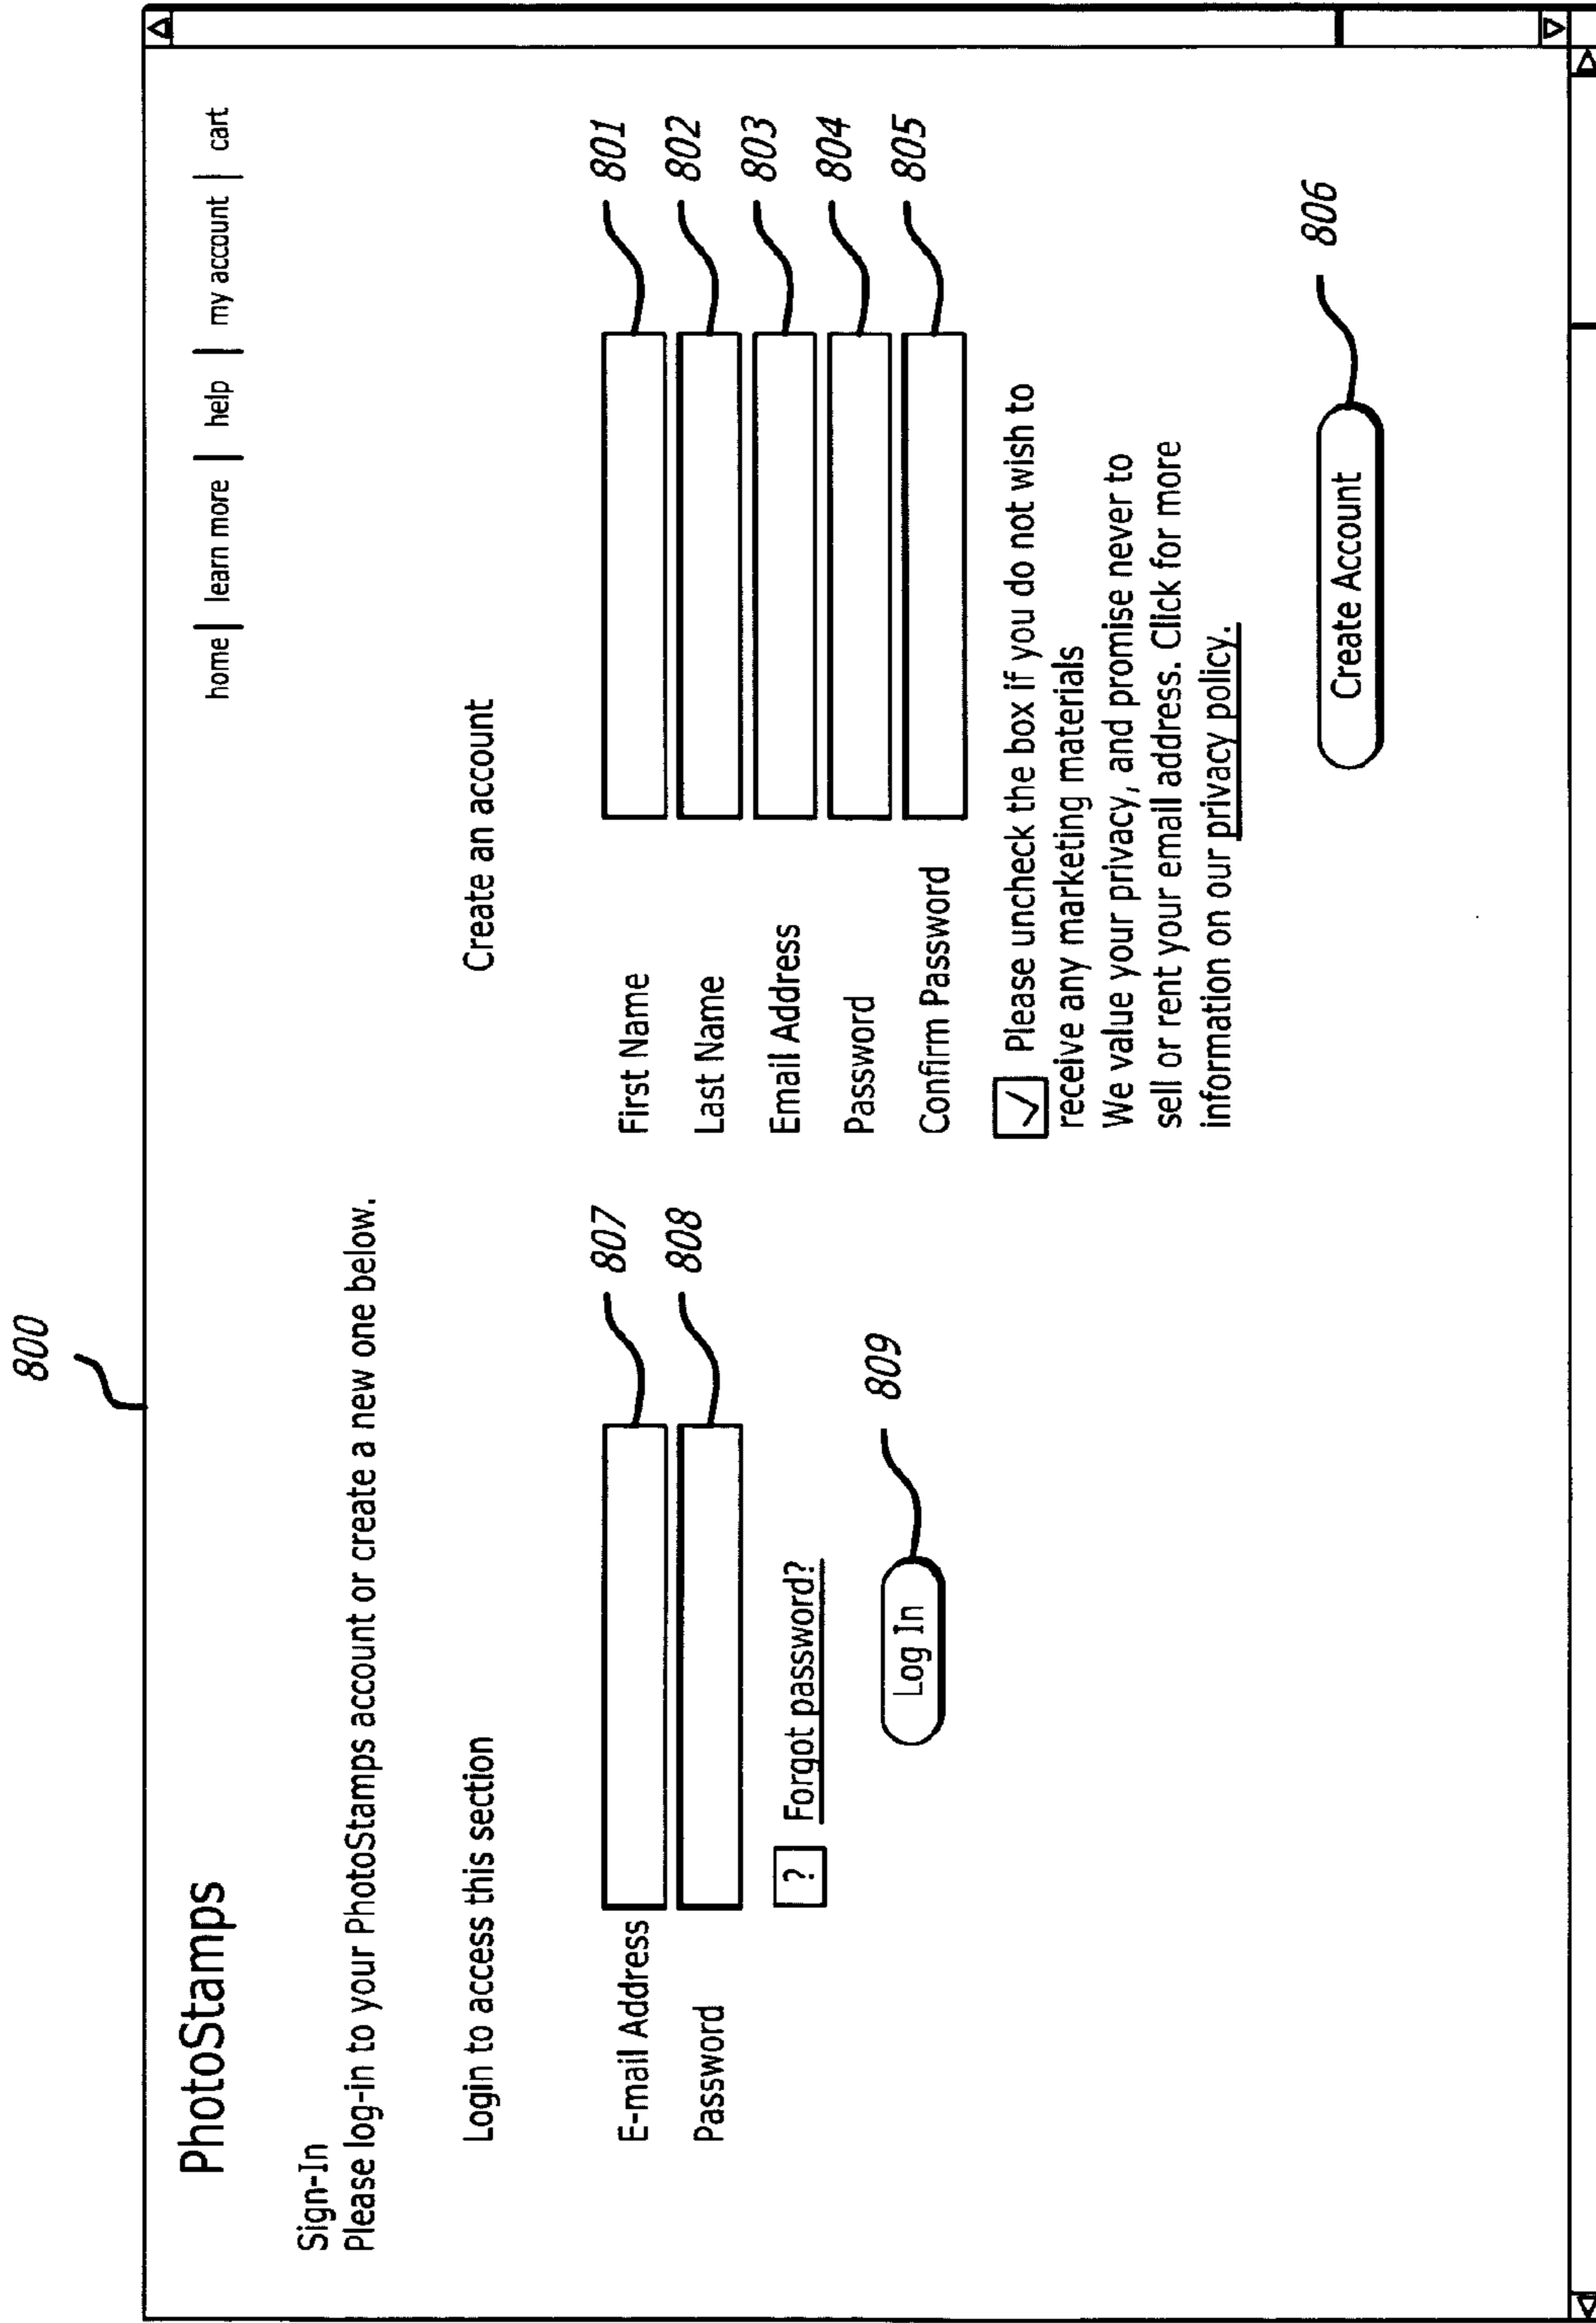 800
PhotoStamps
home | learn more | help | my account | cart
Sign-In
Please log-in to your PhotoStamps account or create a new one below.
Login to access this section
E-mail Address 807
Password 808
? Forgot password?
Log In 809
Create an account
First Name 801
Last Name 802
Email Address 803
Password 804
Confirm Password 805
Please uncheck the box if you do not wish to
receive any marketing materials
We value your privacy, and promise never to
sell or rent your email address. Click for more
information on our privacy policy.
Create Account 806